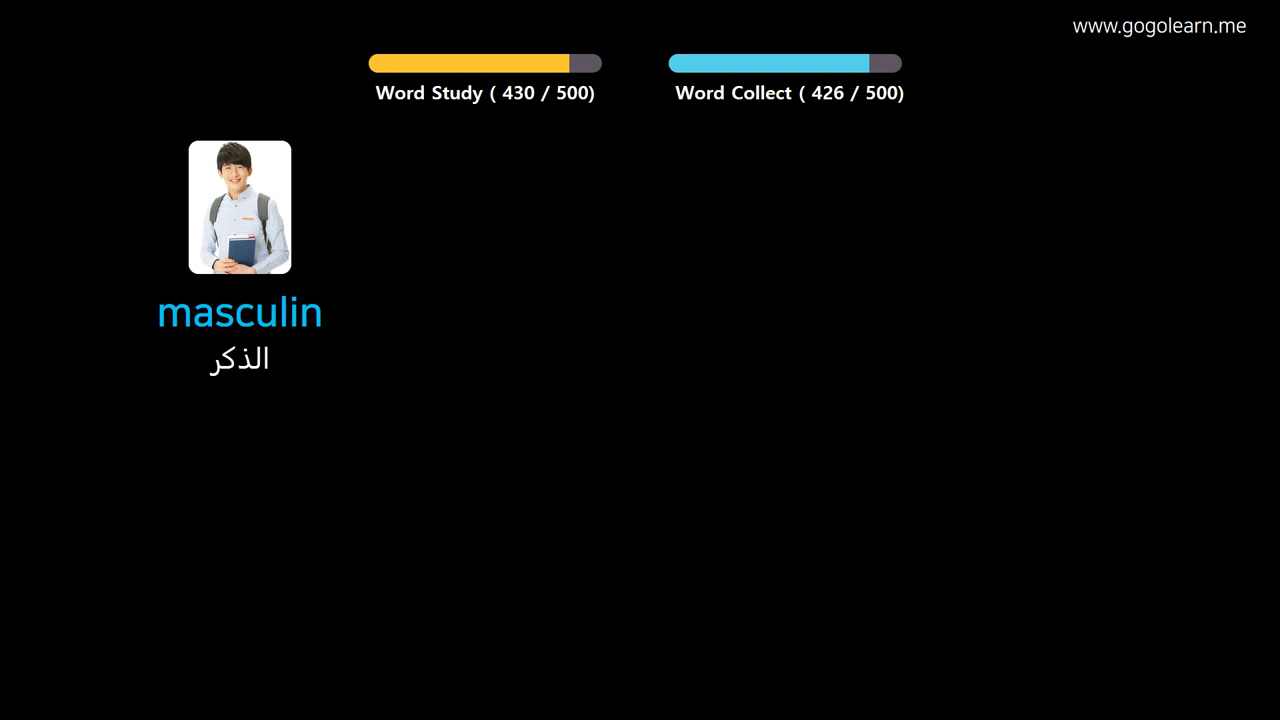 www.gogolearn.me
Word Study ( 430 / 500)
Word Collect ( 426 / 500)
masculin
الذكر